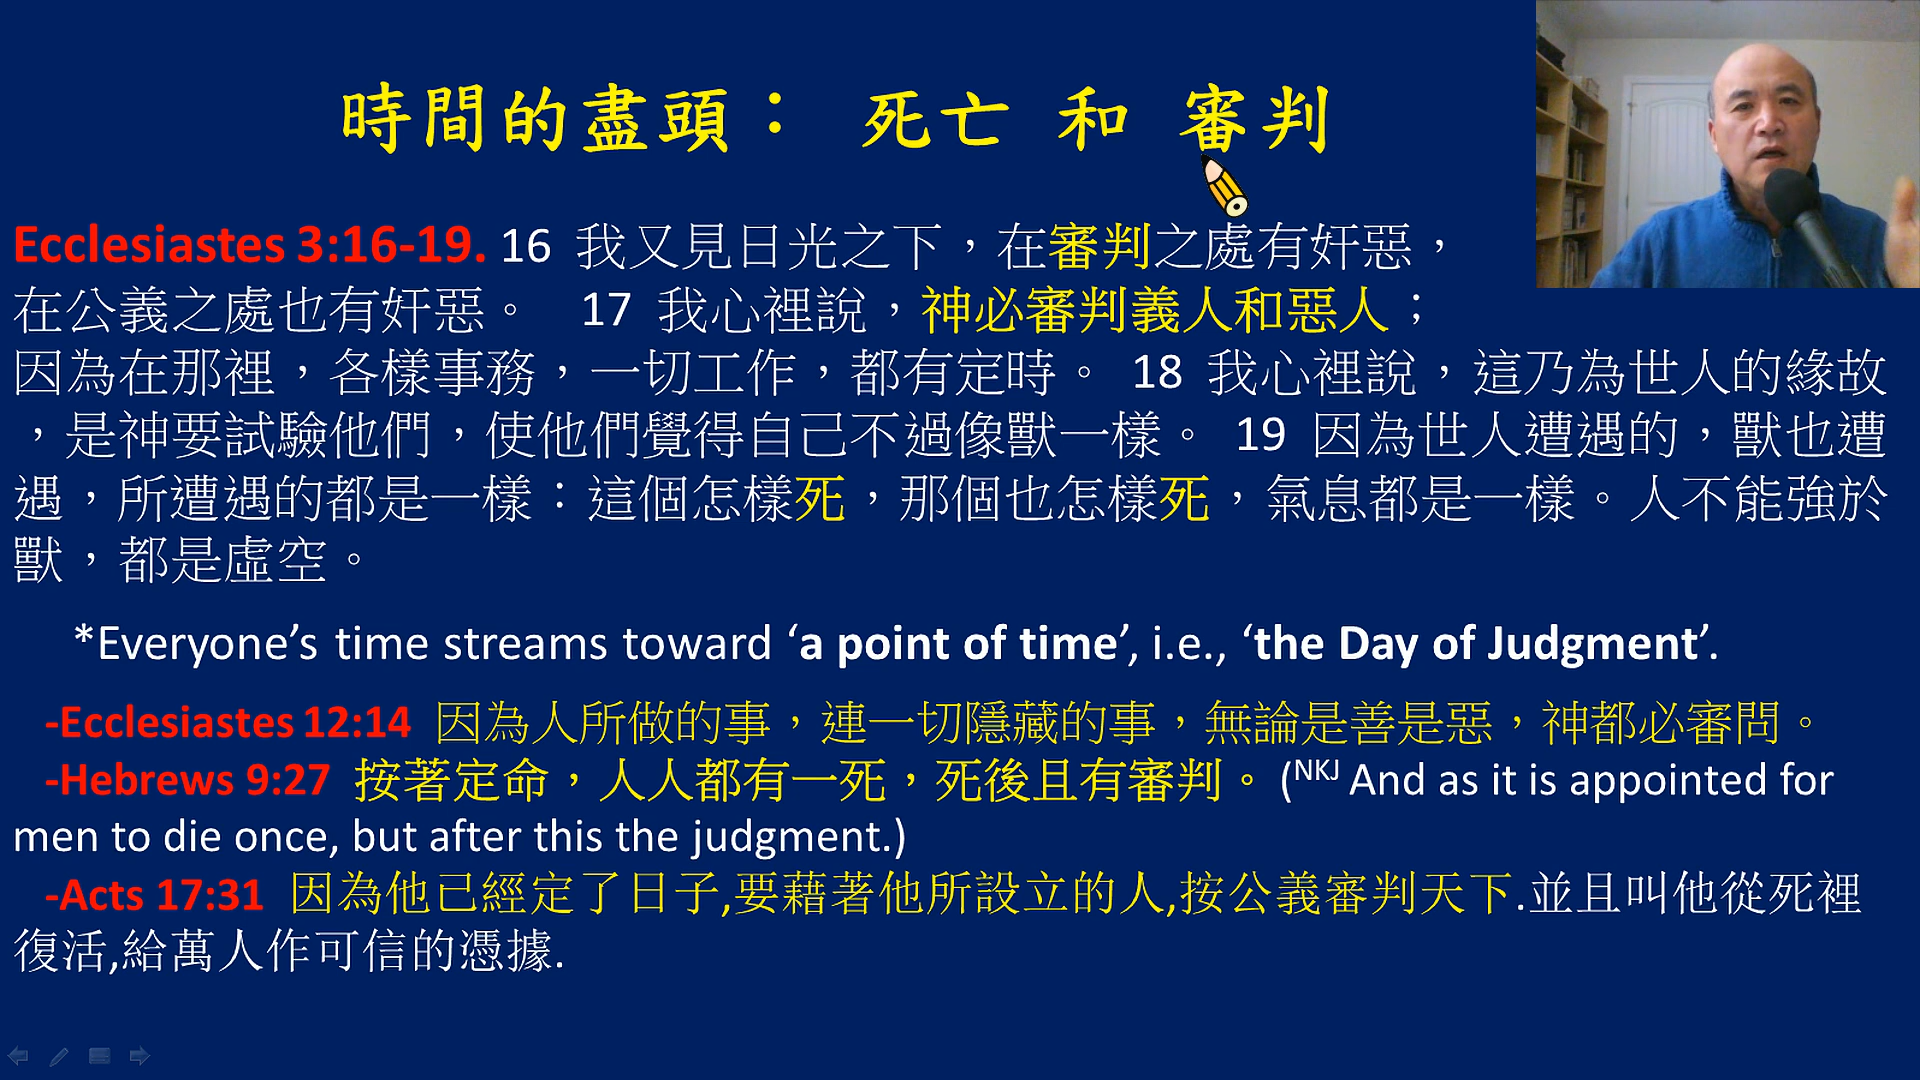 時間的盡頭： 死亡 和 審判
Ecclesiastes 3:16-19. 16 我又見日光之下，在審判之處有奸惡，
在公義之處也有奸惡。 17 我心裡說，神必審判義人和惡人；
因為在那裡，各樣事務，一切工作，都有定時。 18 我心裡說，這乃為世人的緣故
，是神要試驗他們，使他們覺得自己不過像獸一樣。 19 因為世人遭遇的，獸也遭
遇，所遭遇的都是一樣：這個怎樣死，那個也怎樣死，氣息都是一樣。人不能強於
獸，都是虛空。
*Everyone’s time streams toward ‘a point of time’, i.e., ‘the Day of Judgment’.
-Ecclesiastes 12:14 因為人所做的事，連一切隱藏的事，無論是善是惡，神都必審問。
-Hebrews 9:27 按著定命，人人都有一死，死後且有審判。(NKJ And as it is appointed for
men to die once, but after this the judgment.)
-Acts 17:31 因為他已經定了日子,要藉著他所設立的人,按公義審判天下.並且叫他從死裡
復活,給萬人作可信的憑據.